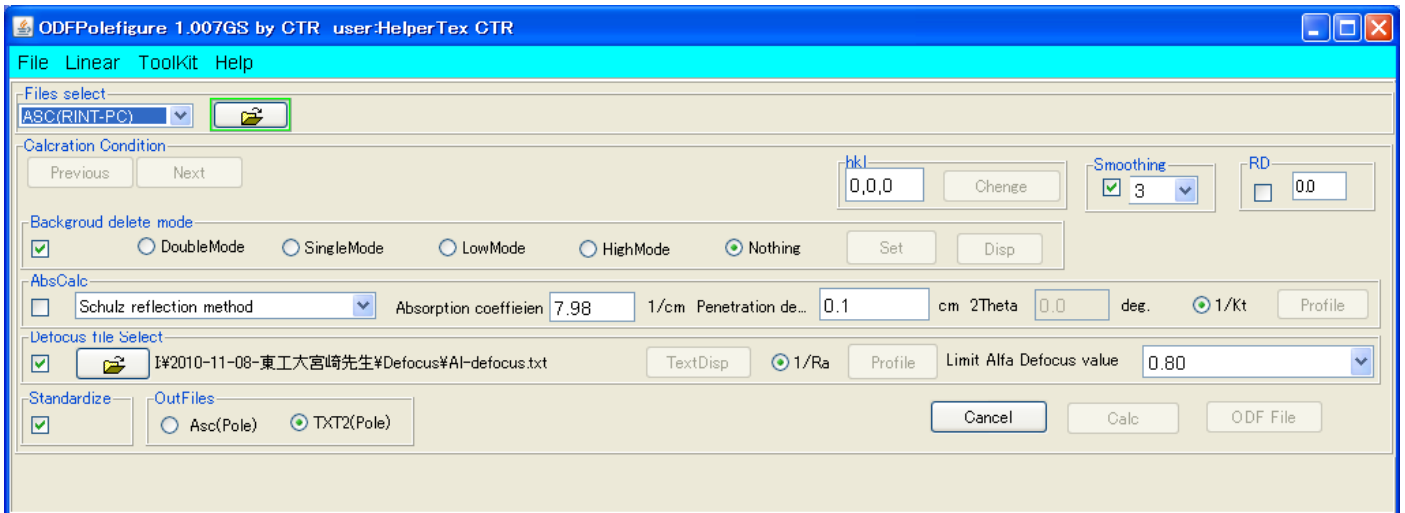 ODFPolefigure 1.007GS by CTR user:HelperTex CTR
File Linear ToolKit Help
Files select
ASC(RINT-PC)
Calcration Condition
Previous Next hkl 0,0,0 Chenge Smoothing 3 RD 0.0
Backgroud delete mode
DoubleMode SingleMode LowMode HighMode Nothing Set Disp
AbsCalc
Schulz reflection method Absorption coeffieien 7.98 1/cm Penetration de... 0.1 cm 2Theta 0.0 deg. 1/Kt Profile
Defocus file Select
I:¥2010-11-08-東工大宮崎先生¥Defocus¥Al-defocus.txt TextDisp 1/Ra Profile Limit Alfa Defocus value 0.80
Standardize OutFiles
Asc(Pole) TXT2(Pole) Cancel Calc ODF File